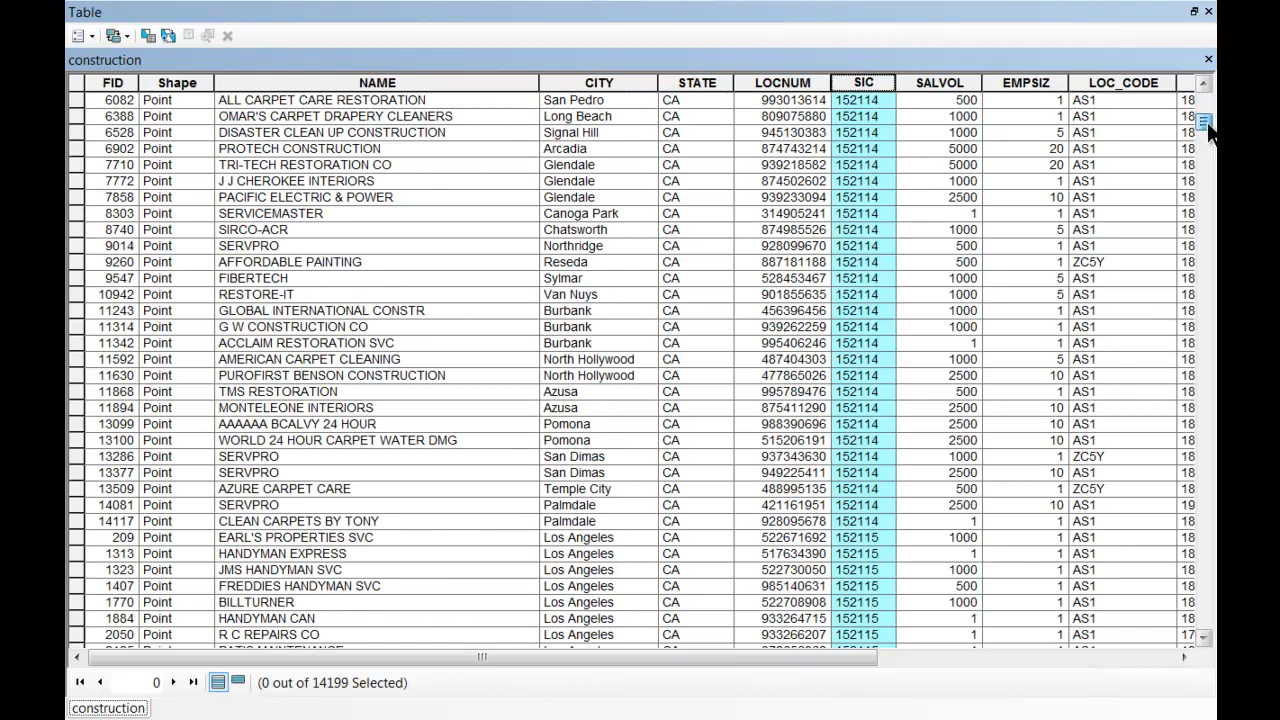 Table
construction
FID Shape NAME CITY STATE LOCNUM SIC SALVOL EMPSIZ LOC_CODE
6082 Point ALL CARPET CARE RESTORATION San Pedro CA 993013614 152114 500 1 AS1 18
6388 Point OMAR'S CARPET DRAPERY CLEANERS Long Beach CA 809075880 152114 1000 1 AS1 18
6528 Point DISASTER CLEAN UP CONSTRUCTION Signal Hill CA 945130383 152114 1000 5 AS1 18
6902 Point PROTECH CONSTRUCTION Arcadia CA 874743214 152114 5000 20 AS1 18
7710 Point TRI-TECH RESTORATION CO Glendale CA 939218582 152114 5000 20 AS1 18
7772 Point J J CHEROKEE INTERIORS Glendale CA 874502602 152114 1000 1 AS1 18
7858 Point PACIFIC ELECTRIC & POWER Glendale CA 939233094 152114 2500 10 AS1 18
8303 Point SERVICEMASTER Canoga Park CA 314905241 152114 1 1 AS1 18
8740 Point SIRCO-ACR Chatsworth CA 874985526 152114 1000 5 AS1 18
9014 Point SERVPRO Northridge CA 928099670 152114 500 1 AS1 18
9260 Point AFFORDABLE PAINTING Reseda CA 887181188 152114 500 1 ZC5Y 18
9547 Point FIBERTECH Sylmar CA 528453467 152114 1000 5 AS1 18
10942 Point RESTORE-IT Van Nuys CA 901855635 152114 1000 5 AS1 18
11243 Point GLOBAL INTERNATIONAL CONSTR Burbank CA 456396456 152114 1000 1 AS1 18
11314 Point G W CONSTRUCTION CO Burbank CA 939262259 152114 1000 1 AS1 18
11342 Point ACCLAIM RESTORATION SVC Burbank CA 995406246 152114 1 1 AS1 18
11592 Point AMERICAN CARPET CLEANING North Hollywood CA 487404303 152114 1000 5 AS1 18
11630 Point PUROFIRST BENSON CONSTRUCTION North Hollywood CA 477865026 152114 2500 10 AS1 18
11868 Point TMS RESTORATION Azusa CA 995789476 152114 500 1 AS1 18
11894 Point MONTELEONE INTERIORS Azusa CA 875411290 152114 2500 10 AS1 18
13099 Point AAAAAA BCALVY 24 HOUR Pomona CA 988390696 152114 2500 10 AS1 18
13100 Point WORLD 24 HOUR CARPET WATER DMG Pomona CA 515206191 152114 2500 10 AS1 18
13286 Point SERVPRO San Dimas CA 937343630 152114 500 1 ZC5Y 18
13377 Point SERVPRO San Dimas CA 949225411 152114 2500 10 AS1 18
13509 Point AZURE CARPET CARE Temple City CA 488995135 152114 500 1 ZC5Y 18
14081 Point SERVPRO Palmdale CA 421161951 152114 2500 10 AS1 19
14117 Point CLEAN CARPETS BY TONY Palmdale CA 928095678 152114 1 1 AS1 18
209 Point EARL'S PROPERTIES SVC Los Angeles CA 522671692 152115 1000 1 AS1 18
1313 Point HANDYMAN EXPRESS Los Angeles CA 517634390 152115 1 1 AS1 18
1323 Point JMS HANDYMAN SVC Los Angeles CA 522730050 152115 1000 1 AS1 18
1407 Point FREDDIES HANDYMAN SVC Los Angeles CA 985140631 152115 500 1 AS1 18
1770 Point BILLTURNER Los Angeles CA 522708908 152115 1000 1 AS1 18
1884 Point HANDYMAN CAN Los Angeles CA 933264715 152115 1 1 AS1 18
2050 Point R C REPAIRS CO Los Angeles CA 933266207 152115 1 1 AS1 17
0 (0 out of 14199 Selected)
construction